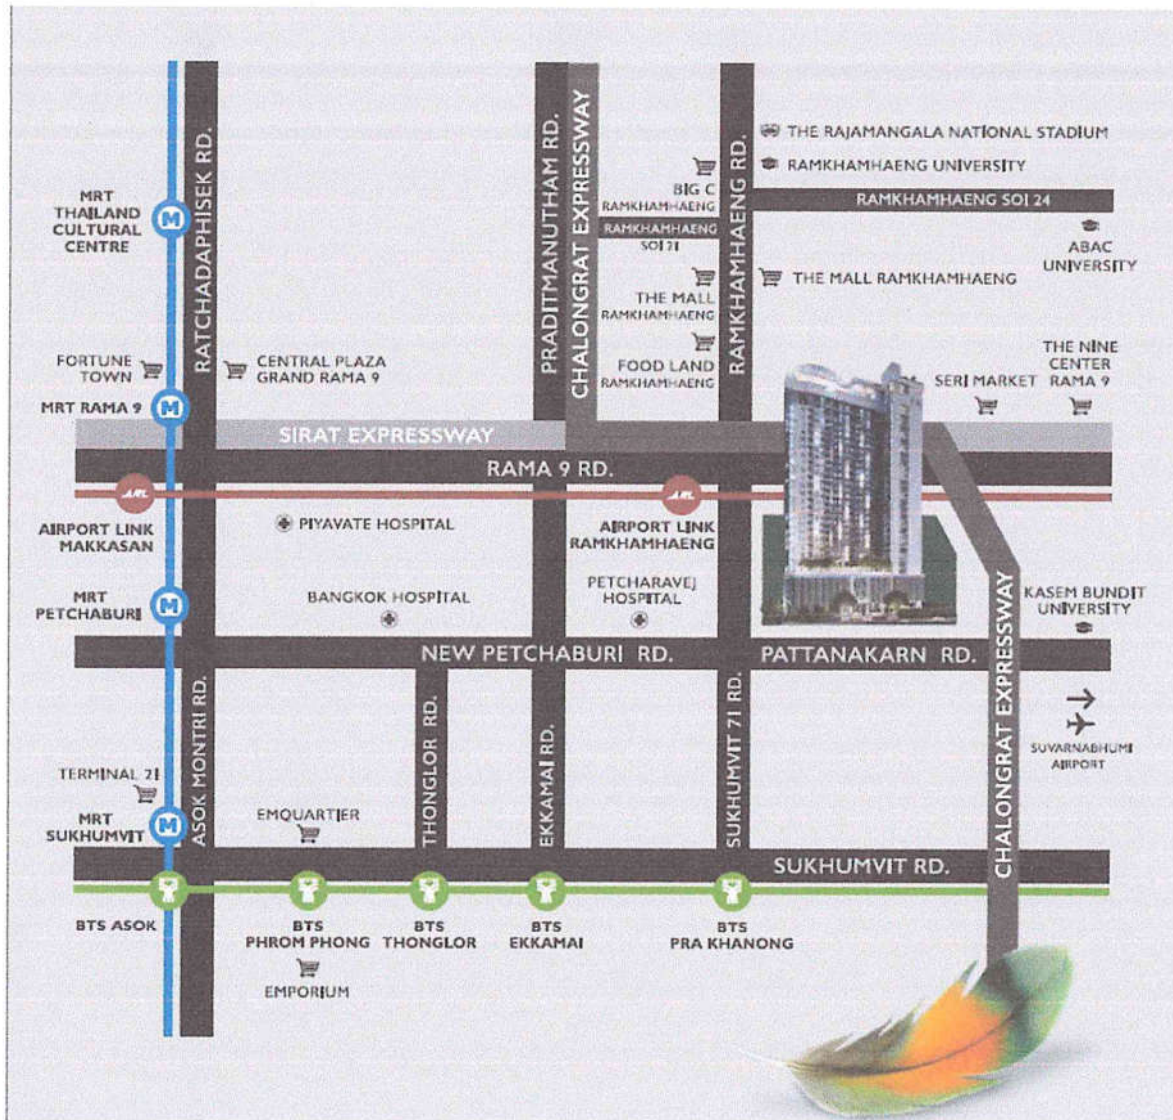 RATCHADAPHISEK RD.
PRADITMANUTHAM RD.
CHALONGRAT EXPRESSWAY
RAMKHAMHAENG RD.
THE RAJAMANGALA NATIONAL STADIUM
RAMKHAMHAENG UNIVERSITY
BIG C
RAMKHAMHAENG
RAMKHAMHAENG SOI 24
MRT
THAILAND
CULTURAL
CENTRE
M
RAMKHAMHAENG
SOI 21
ABAC
UNIVERSITY
THE MALL
RAMKHAMHAENG
THE MALL RAMKHAMHAENG
FORTUNE
TOWN
CENTRAL PLAZA
GRAND RAMA 9
FOOD LAND
RAMKHAMHAENG
SERI MARKET
THE NINE
CENTER
RAMA 9
MRT RAMA 9
M
SIRAT EXPRESSWAY
RAMA 9 RD.
ARL
ARL
AIRPORT LINK
MAKKASAN
PIYAVATE HOSPITAL
AIRPORT LINK
RAMKHAMHAENG
MRT
PETCHABURI
M
BANGKOK HOSPITAL
PETCHARAVEJ
HOSPITAL
KASEM BUNDIT
UNIVERSITY
CHALONGRAT EXPRESSWAY
NEW PETCHABURI RD.
PATTANAKARN RD.
ASOK MONTRI RD.
THONGLOR RD.
EKKAMAI RD.
SUKHUMVIT 71 RD.
SUVARNABHUMI
AIRPORT
TERMINAL 21
MRT
SUKHUMVIT
M
EMQUARTIER
SUKHUMVIT RD.
BTS ASOK
BTS
PHROM PHONG
BTS
THONGLOR
BTS
EKKAMAI
BTS
PRA KHANONG
EMPORIUM